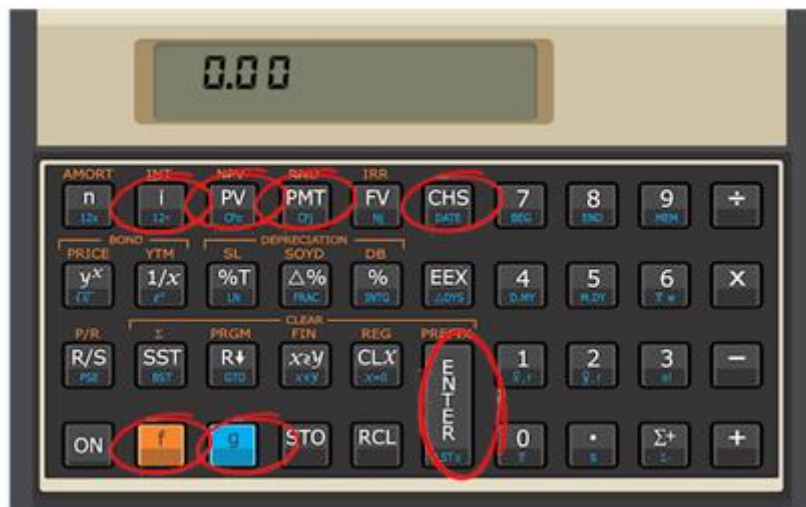 0.00
AMORT INT NPV RND IRR
n i PV PMT FV CHS 7 8 9 ÷
12x 12÷ CFo CFj Nj DATE BEG END MEM
BOND DEPRECIATION
PRICE YTM SL SOYD DB
yˣ 1/x %T △% % EEX 4 5 6 X
eˣ LN FRAC INTG △DYS D.MY M.DY
CLEAR
P/R Σ PRGM FIN REG PREFIX
R/S SST R↓ x≷y CLX ENTER 1 2 3 −
PSE BST GTO x≤y x=0 n!
ON f g STO RCL 0 · Σ+ +
LSTx